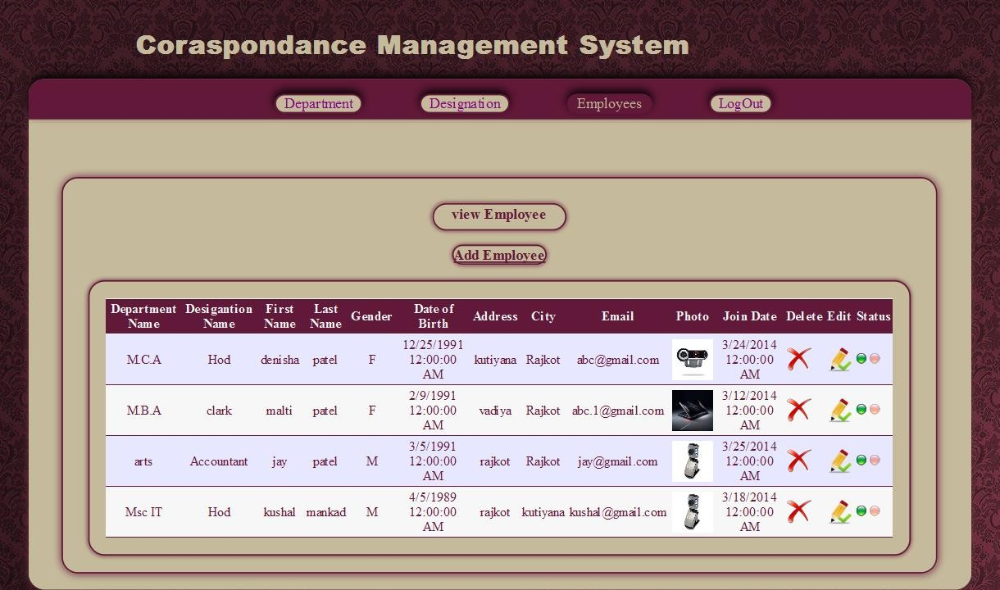 Coraspondance Management System
Department Designation Employees LogOut
view Employee
Add Employee
Department Name Desigantion Name First Name Last Name Gender Date of Birth Address City Email Photo Join Date Delete Edit Status
M.C.A Hod denisha patel F 12/25/1991 12:00:00 AM kutiyana Rajkot abc@gmail.com 3/24/2014 12:00:00 AM
M.B.A clark malti patel F 2/9/1991 12:00:00 AM vadiya Rajkot abc.1@gmail.com 3/12/2014 12:00:00 AM
arts Accountant jay patel M 3/5/1991 12:00:00 AM rajkot Rajkot jay@gmail.com 3/25/2014 12:00:00 AM
Msc IT Hod kushal mankad M 4/5/1989 12:00:00 AM rajkot kutiyana kushal@gmail.com 3/18/2014 12:00:00 AM